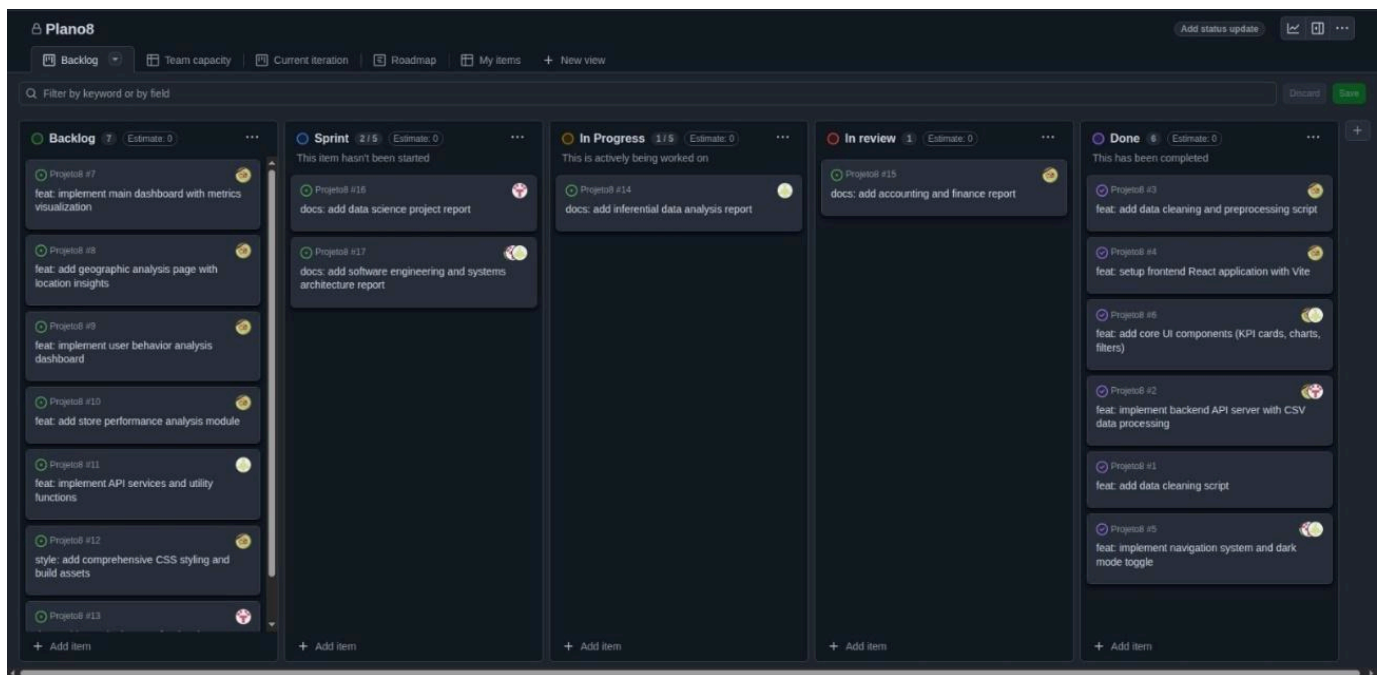 Plano8
Add status update
Backlog
Team capacity
Current iteration
Roadmap
My items
New view
Filter by keyword or by field
Discard
Save
Backlog 7 Estimate: 0
Projeto8 #7
feat: implement main dashboard with metrics
visualization
Projeto8 #8
feat: add geographic analysis page with
location insights
Projeto8 #9
feat: implement user behavior analysis
dashboard
Projeto8 #10
feat: add store performance analysis module
Projeto8 #11
feat: implement API services and utility
functions
Projeto8 #12
style: add comprehensive CSS styling and
build assets
Projeto8 #13
Add item
Sprint 2 / 5 Estimate: 0
This item hasn't been started
Projeto8 #16
docs: add data science project report
Projeto8 #17
docs: add software engineering and systems
architecture report
Add item
In Progress 1 / 5 Estimate: 0
This is actively being worked on
Projeto8 #14
docs: add inferential data analysis report
Add item
In review 1 Estimate: 0
Projeto8 #15
docs: add accounting and finance report
Add item
Done 6 Estimate: 0
This has been completed
Projeto8 #3
feat: add data cleaning and preprocessing script
Projeto8 #4
feat: setup frontend React application with Vite
Projeto8 #6
feat: add core UI components (KPI cards, charts,
filters)
Projeto8 #2
feat: implement backend API server with CSV
data processing
Projeto8 #1
feat: add data cleaning script
Projeto8 #5
feat: implement navigation system and dark
mode toggle
Add item